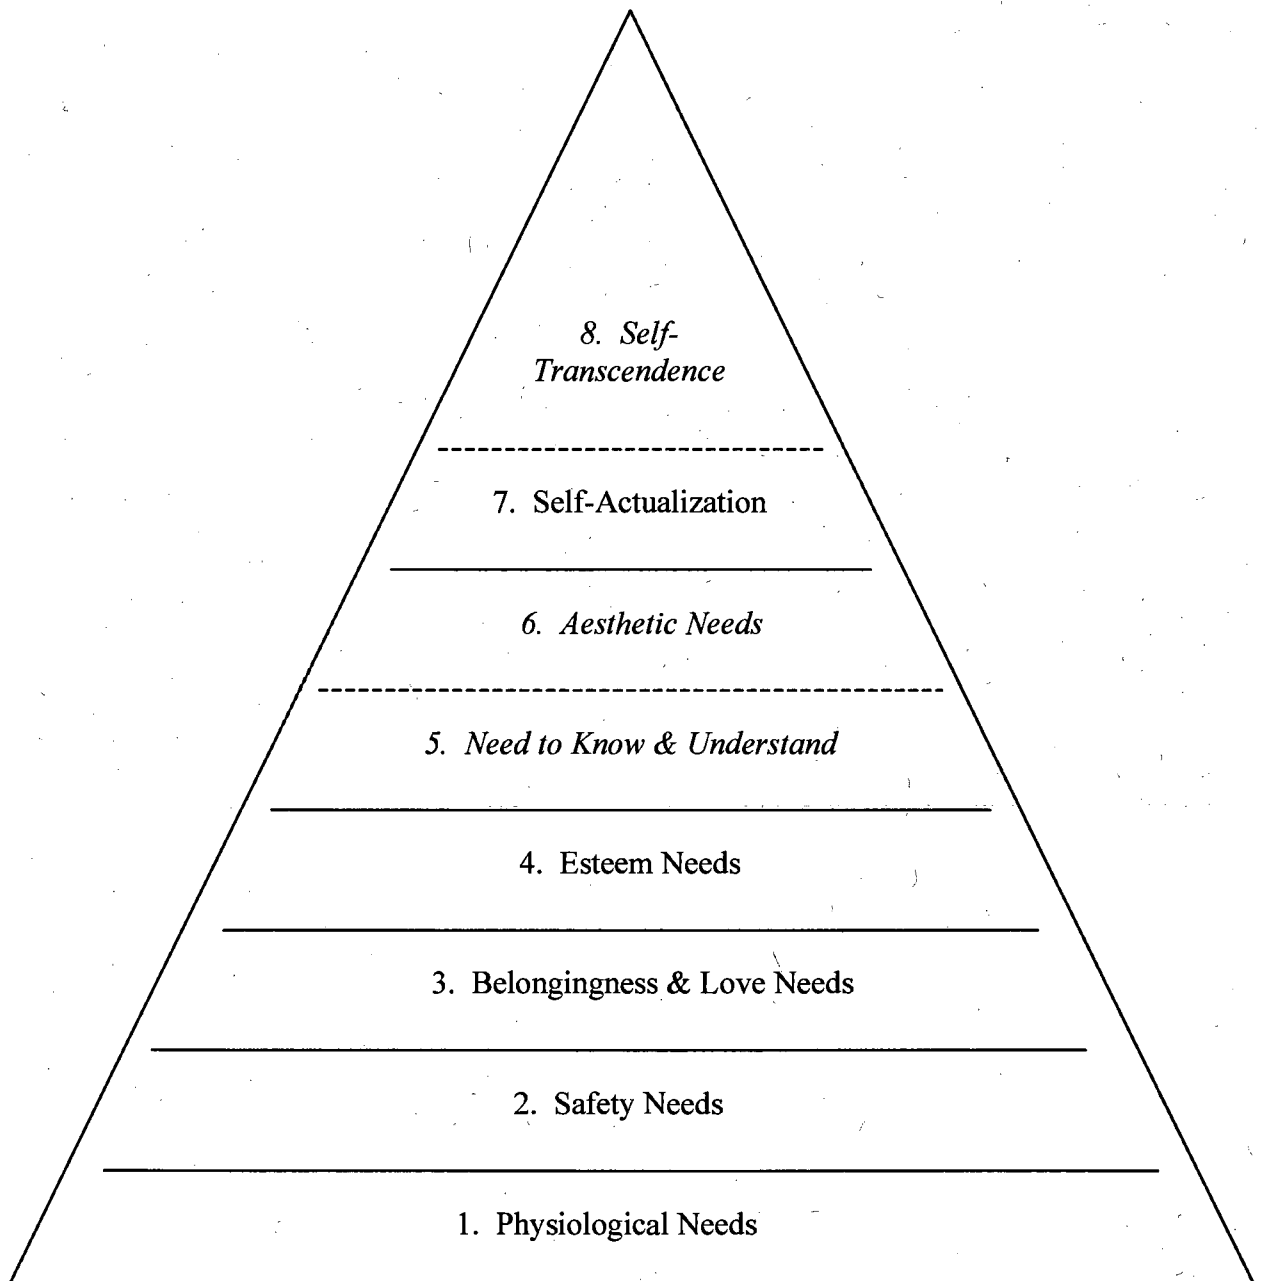 8. Self-
Transcendence
7. Self-Actualization
6. Aesthetic Needs
5. Need to Know & Understand
4. Esteem Needs
3. Belongingness & Love Needs
2. Safety Needs
1. Physiological Needs